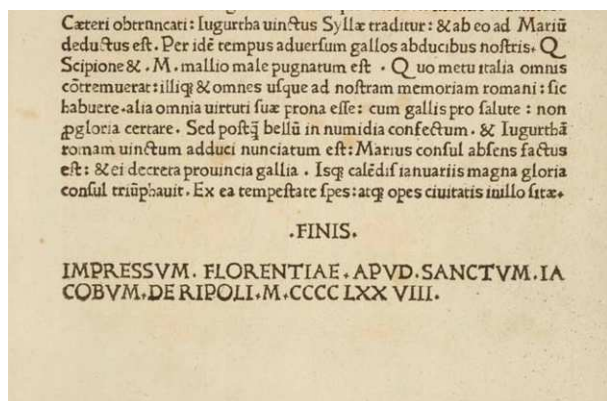 Cæteri obtrũncati: Iugurtha uinctus Syllæ traditur: & ab eo ad Mariũ
deductus eſt. Per idẽ tempus aduerſum gallos abducibus noſtris. Q
Scipione &. M. mallio male pugnatum eſt. Quo metu italia omnis
cõtremuerat: illiqꝫ & omnes uſque ad noſtram memoriam romani: ſic
habuere. alia omnia uirtuti ſuæ prona eſſe: cum gallis pro ſalute: non
ꝓgloria certare. Sed poſtq̃ bellũ in numidia confectum. & Iugurthã
romam uinctum adduci nunciatum eſt: Marius conſul abſens factus
eſt: & ei decreta prouincia gallia. Isqꝫ calẽdis ianuariis magna gloria
conſul triũphauit. Ex ea tempeſtate ſpes: atqꝫ opes ciuitatis inillo ſitæ.
.FINIS.
IMPRESSVM. FLORENTIAE. APVD. SANCTVM. IA
COBVM. DE RIPOLI. M. CCCC LXX VIII.